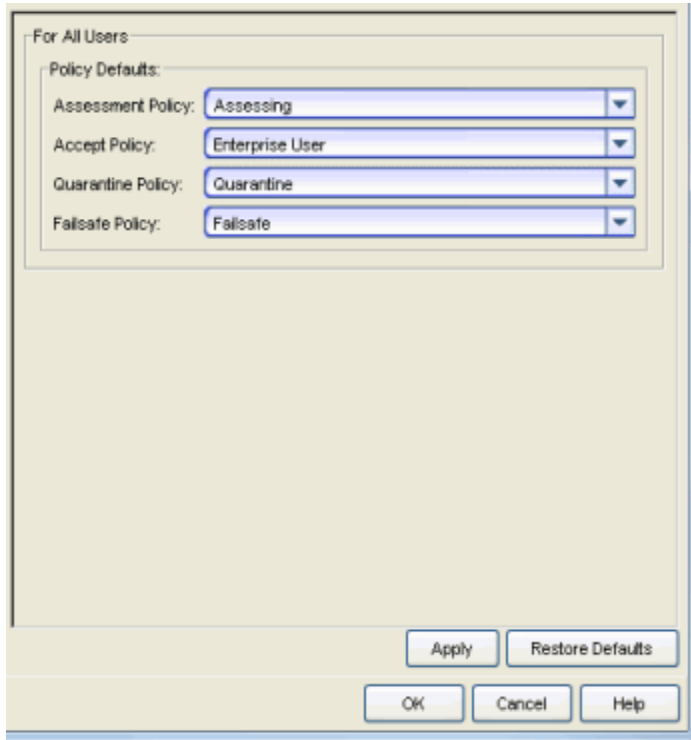 For All Users
Policy Defaults:
Assessment Policy: Assessing
Accept Policy: Enterprise User
Quarantine Policy: Quarantine
Failsafe Policy: Failsafe
Apply Restore Defaults
OK Cancel Help